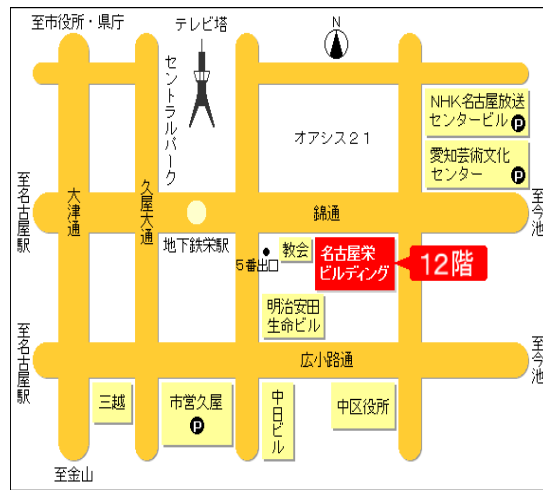 至市役所・県庁
テレビ塔
N
セントラルパーク
オアシス21
NHK名古屋放送
センタービル P
愛知芸術文化
センター P
至名古屋駅
大津通
久屋大通
錦通
至今池
地下鉄栄駅
5番出口
教会
名古屋栄
ビルディング
12階
明治安田
生命ビル
至名古屋駅
広小路通
至今池
三越
市営久屋
P
中日ビル
中区役所
至金山